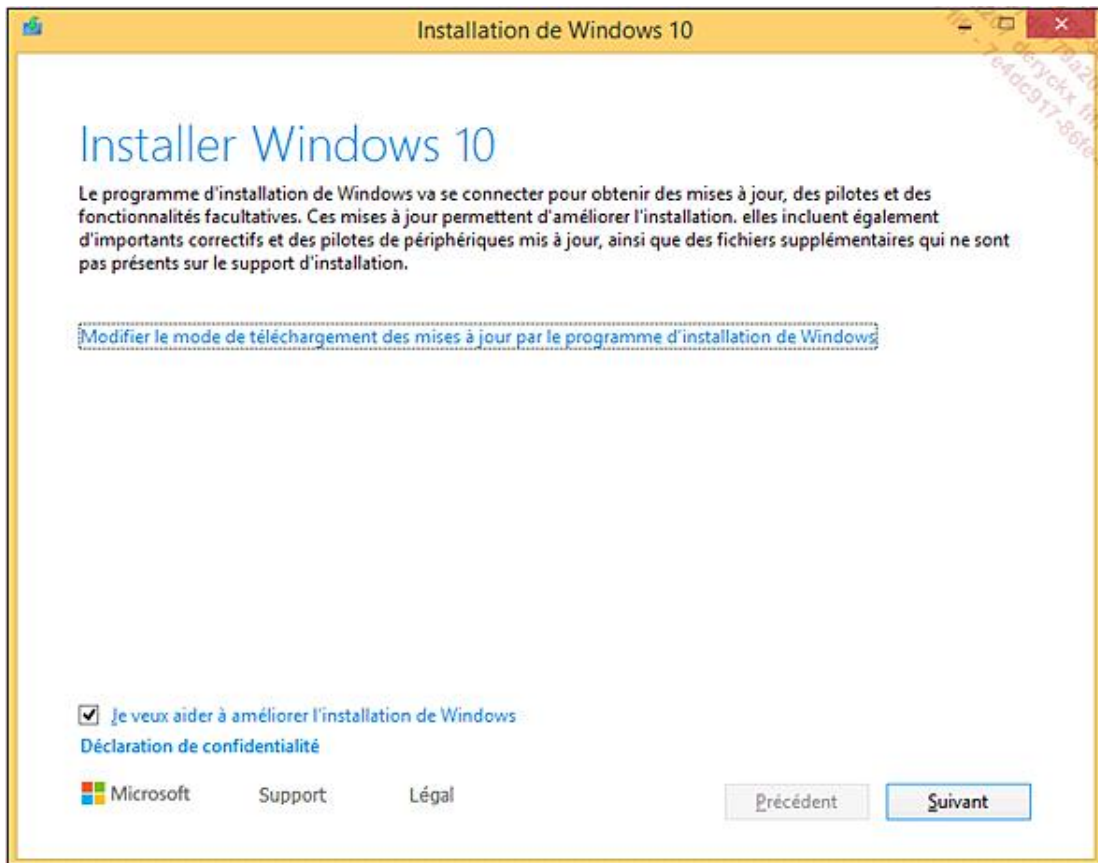 Installation de Windows 10
Installer Windows 10
Le programme d'installation de Windows va se connecter pour obtenir des mises à jour, des pilotes et des
fonctionnalités facultatives. Ces mises à jour permettent d'améliorer l'installation. elles incluent également
d'importants correctifs et des pilotes de périphériques mis à jour, ainsi que des fichiers supplémentaires qui ne sont
pas présents sur le support d'installation.
Modifier le mode de téléchargement des mises à jour par le programme d'installation de Windows
Je veux aider à améliorer l'installation de Windows
Déclaration de confidentialité
Microsoft Support Légal Précédent Suivant